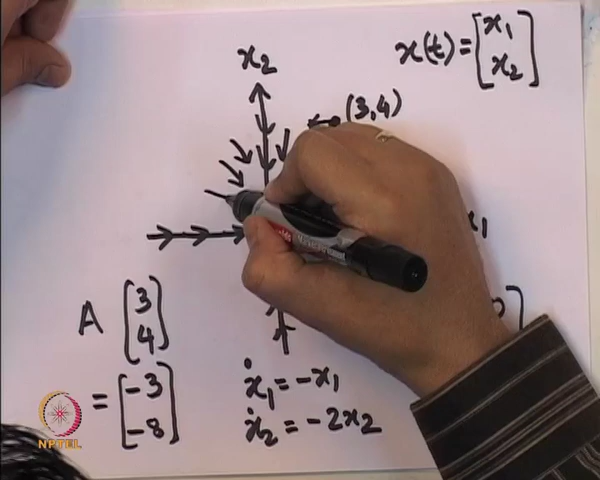 x(t) = [x₁
x₂]
x₂
(3,4)
x₁
A [3
4]
= [-3
-8]
ẋ₁ = -x₁
ẋ₂ = -2x₂
NPTEL